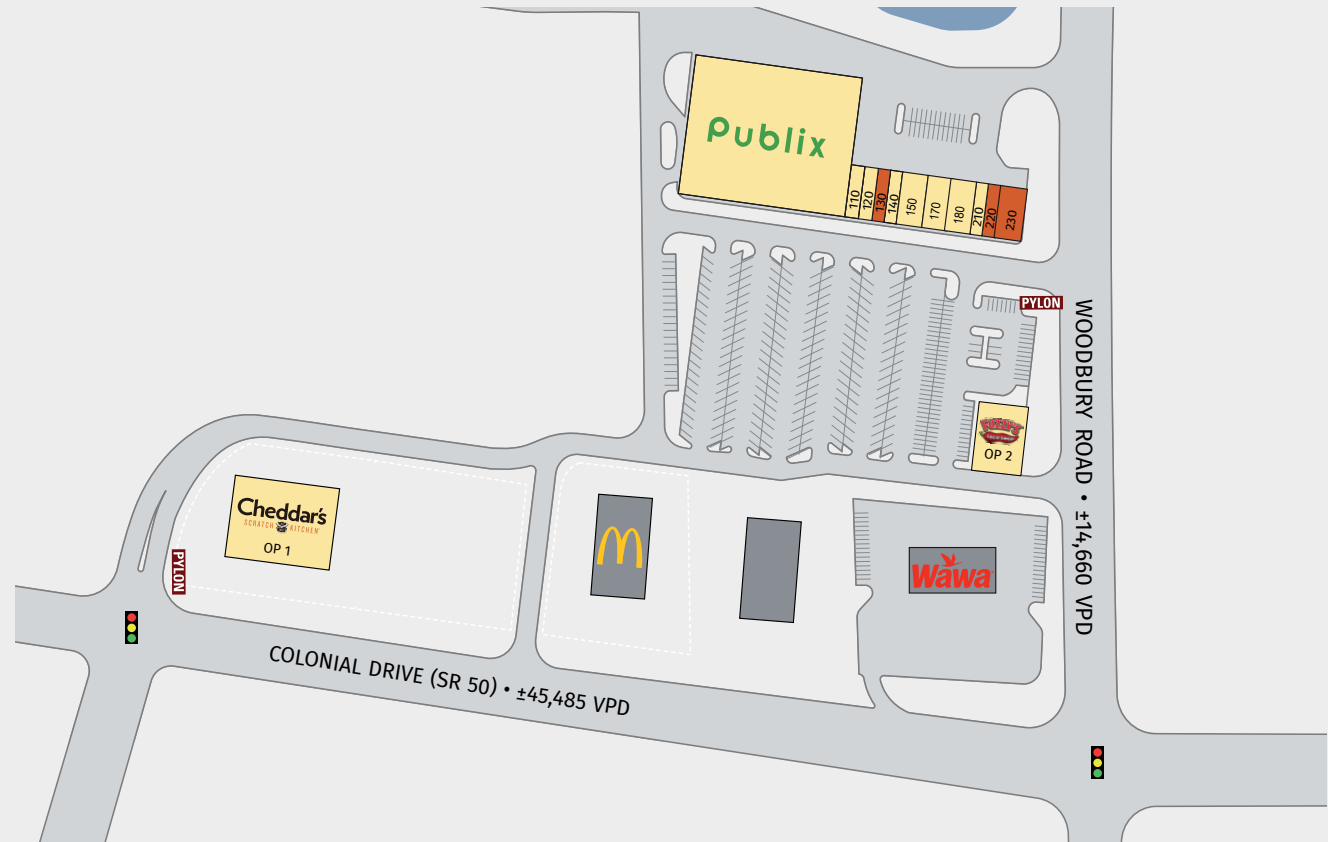 Publix
110
120
130
140
150
170
180
210
220
230
PYLON
WOODBURY ROAD • ±14,660 VPD
OP 2
Cheddar's
SCRATCH KITCHEN
OP 1
PYLON
Wawa
COLONIAL DRIVE (SR 50) • ±45,485 VPD